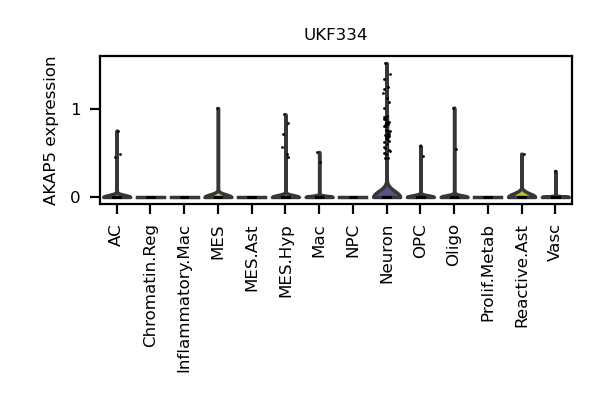 UKF334
AKAP5 expression
1
0
AC
Chromatin.Reg
Inflammatory.Mac
MES
MES.Ast
MES.Hyp
Mac
NPC
Neuron
OPC
Oligo
Prolif.Metab
Reactive.Ast
Vasc